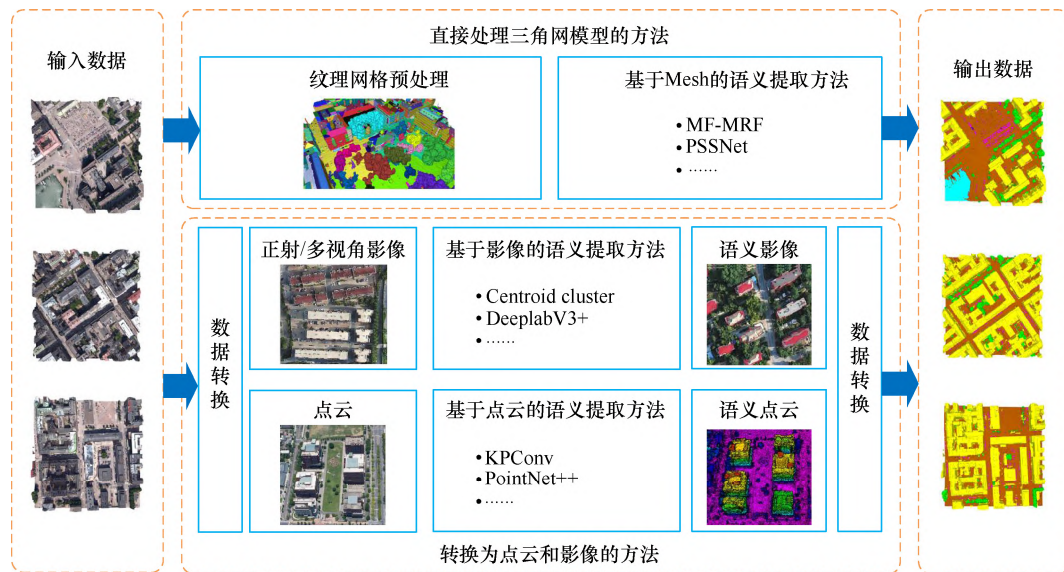 直接处理三角网模型的方法
输入数据
纹理网格预处理
基于Mesh的语义提取方法
• MF-MRF
• PSSNet
• ……
输出数据
数据转换
正射/多视角影像
基于影像的语义提取方法
• Centroid cluster
• DeeplabV3+
• ……
语义影像
点云
基于点云的语义提取方法
• KPConv
• PointNet++
• ……
语义点云
数据转换
转换为点云和影像的方法